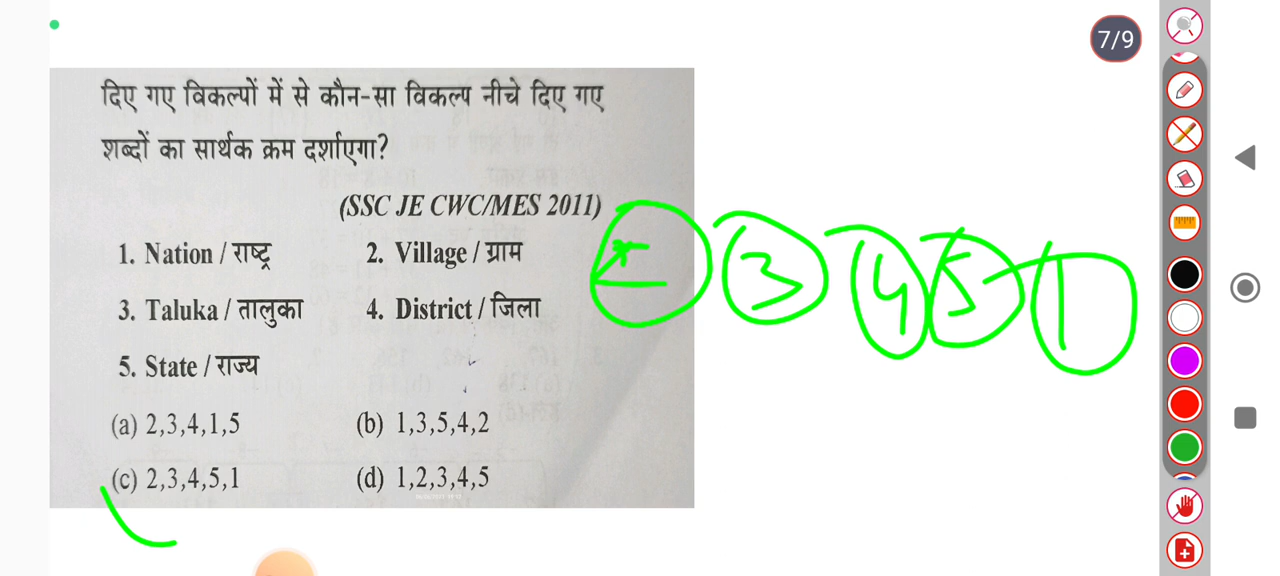 7/9
दिए गए विकल्पों में से कौन-सा विकल्प नीचे दिए गए
शब्दों का सार्थक क्रम दर्शाएगा?
(SSC JE CWC/MES 2011)
1. Nation / राष्ट्र 2. Village / ग्राम
3. Taluka / तालुका 4. District / जिला
5. State / राज्य
(a) 2,3,4,1,5 (b) 1,3,5,4,2
(c) 2,3,4,5,1 (d) 1,2,3,4,5
2 3 4 5 1